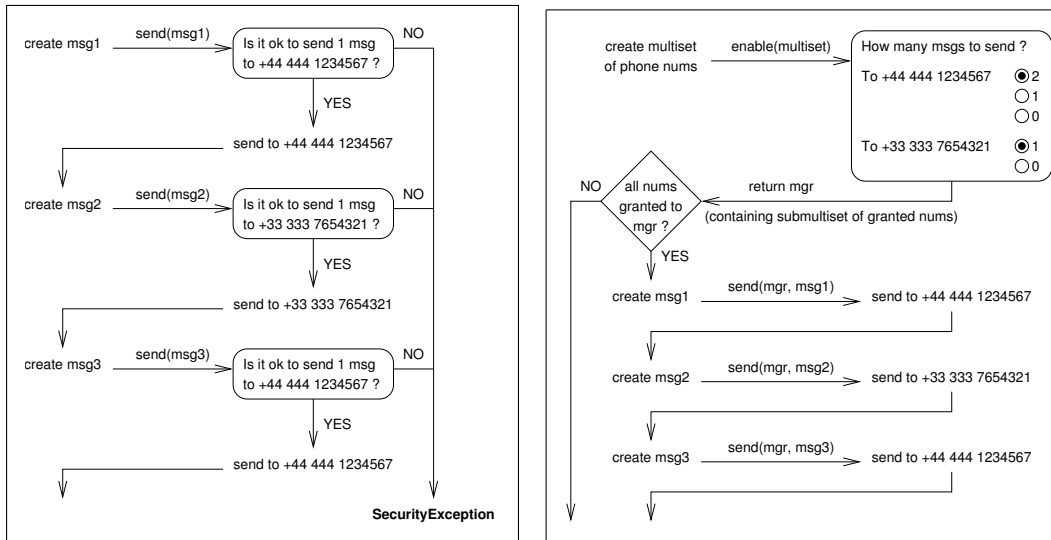 create msg1
send(msg1)
Is it ok to send 1 msg
to +44 444 1234567 ?
NO
YES
send to +44 444 1234567
create msg2
send(msg2)
Is it ok to send 1 msg
to +33 333 7654321 ?
NO
YES
send to +33 333 7654321
create msg3
send(msg3)
Is it ok to send 1 msg
to +44 444 1234567 ?
NO
YES
send to +44 444 1234567
SecurityException
create multiset
of phone nums
enable(multiset)
How many msgs to send ?
To +44 444 1234567
2
1
0
To +33 333 7654321
1
0
NO
all nums
granted to
mgr ?
return mgr
(containing submultiset of granted nums)
YES
create msg1
send(mgr, msg1)
send to +44 444 1234567
create msg2
send(mgr, msg2)
send to +33 333 7654321
create msg3
send(mgr, msg3)
send to +44 444 1234567